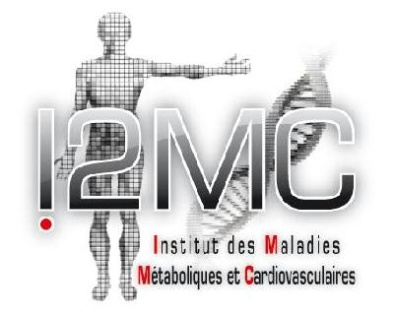 I2MC
Institut des Maladies
Métaboliques et Cardiovasculaires